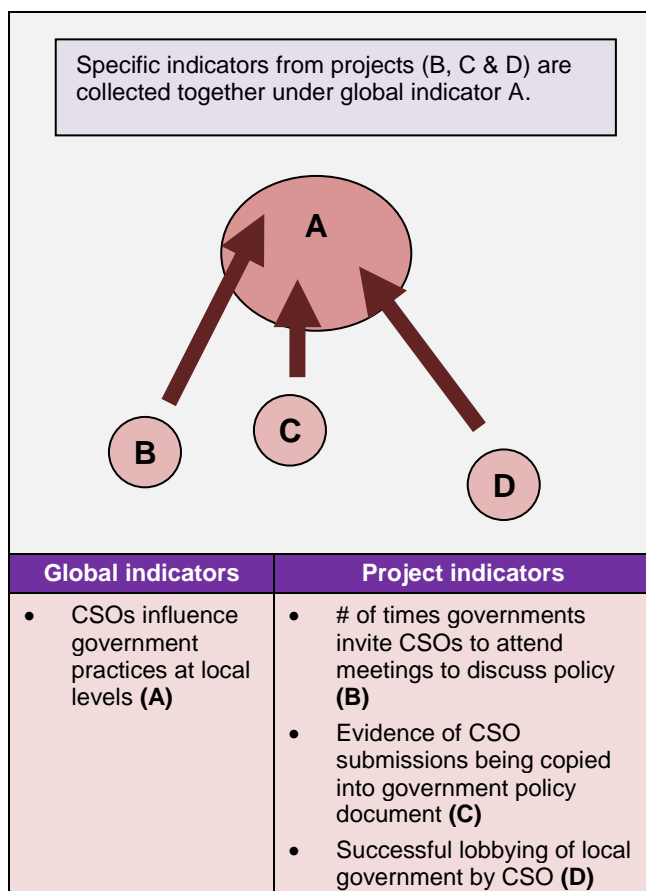 Specific indicators from projects (B, C & D) are
collected together under global indicator A.
A
B
C
D
Global indicators
Project indicators
• CSOs influence
government
practices at local
levels (A)
• # of times governments
invite CSOs to attend
meetings to discuss policy
(B)
• Evidence of CSO
submissions being copied
into government policy
document (C)
• Successful lobbying of local
government by CSO (D)